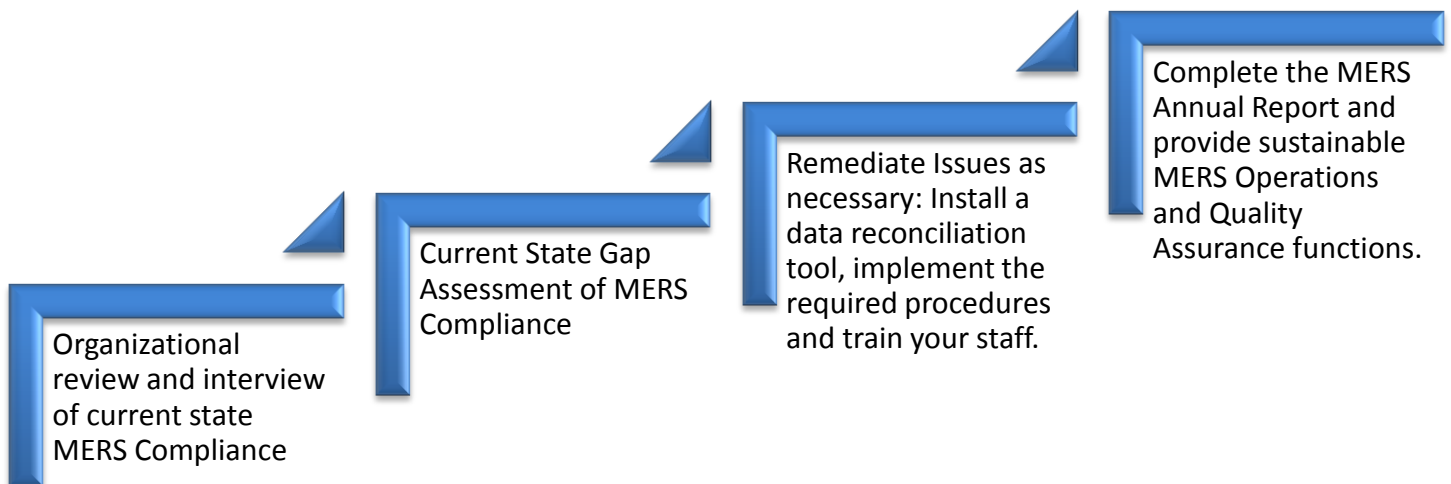 Organizational
review and interview
of current state
MERS Compliance
Current State Gap
Assessment of MERS
Compliance
Remediate Issues as
necessary: Install a
data reconciliation
tool, implement the
required procedures
and train your staff.
Complete the MERS
Annual Report and
provide sustainable
MERS Operations
and Quality
Assurance functions.